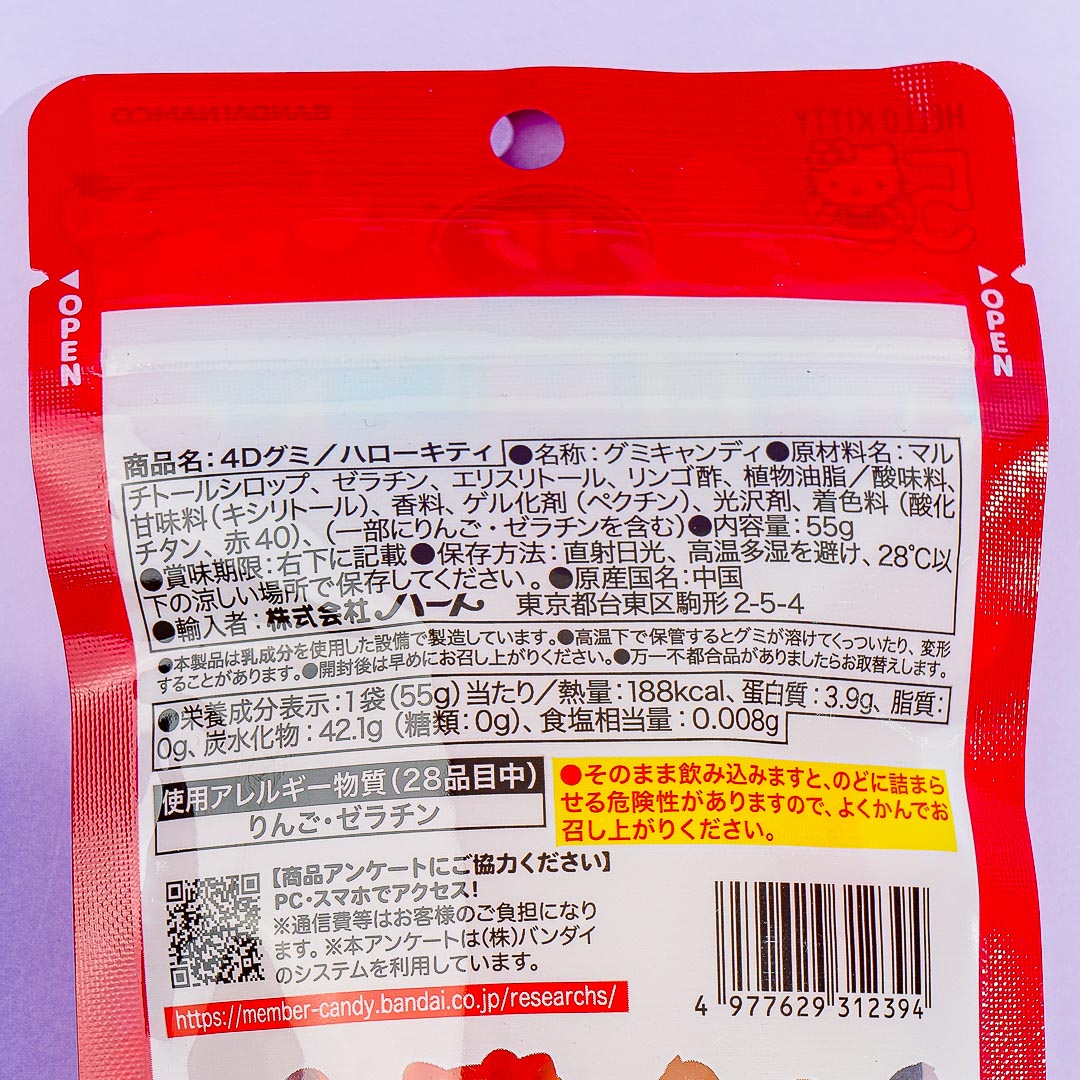 BANDAI NAMCO
HELLO KITTY
50
OPEN
OPEN
商品名：4Dグミ／ハローキティ ●名称：グミキャンディ ●原材料名：マル
チトールシロップ、ゼラチン、エリスリトール、リンゴ酢、植物油脂／酸味料、
甘味料（キシリトール）、香料、ゲル化剤（ペクチン）、光沢剤、着色料（酸化
チタン、赤40）、（一部にりんご・ゼラチンを含む）●内容量：55g
●賞味期限：右下に記載 ●保存方法：直射日光、高温多湿を避け、28℃以
下の涼しい場所で保存してください。●原産国名：中国
●輸入者：株式会社ハート 東京都台東区駒形2-5-4
●本製品は乳成分を使用した設備で製造しています。●高温下で保管するとグミが溶けてくっついたり、変形
することがあります。●開封後は早めにお召し上がりください。●万一不都合品がありましたらお取替えします。
●栄養成分表示：1袋（55g）当たり／熱量：188kcal、蛋白質：3.9g、脂質：
0g、炭水化物：42.1g（糖類：0g）、食塩相当量：0.008g
使用アレルギー物質（28品目中）
りんご・ゼラチン
●そのまま飲み込みますと、のどに詰まら
せる危険性がありますので、よくかんでお
召し上がりください。
【商品アンケートにご協力ください】
PC・スマホでアクセス！
※通信費等はお客様のご負担になり
ます。※本アンケートは（株）バンダイ
のシステムを利用しています。
https://member-candy.bandai.co.jp/researchs/
4 977629 312394